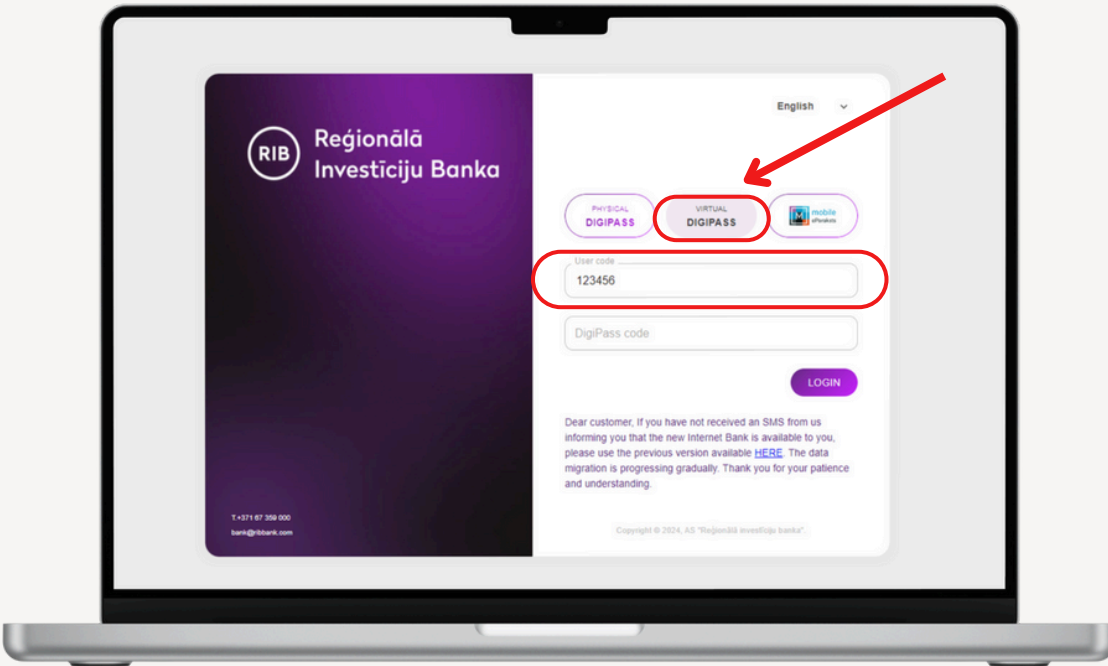 RIB
Reģionālā
Investīciju Banka
English
PHYSICAL
DIGIPASS
VIRTUAL
DIGIPASS
mobile
eParaksts
User code
123456
DigiPass code
LOGIN
Dear customer, If you have not received an SMS from us
informing you that the new Internet Bank is available to you,
please use the previous version available HERE. The data
migration is progressing gradually. Thank you for your patience
and understanding.
T.+371 67 359 000
bank@ribbank.com
Copyright © 2024, AS "Reģionālā investīciju banka".